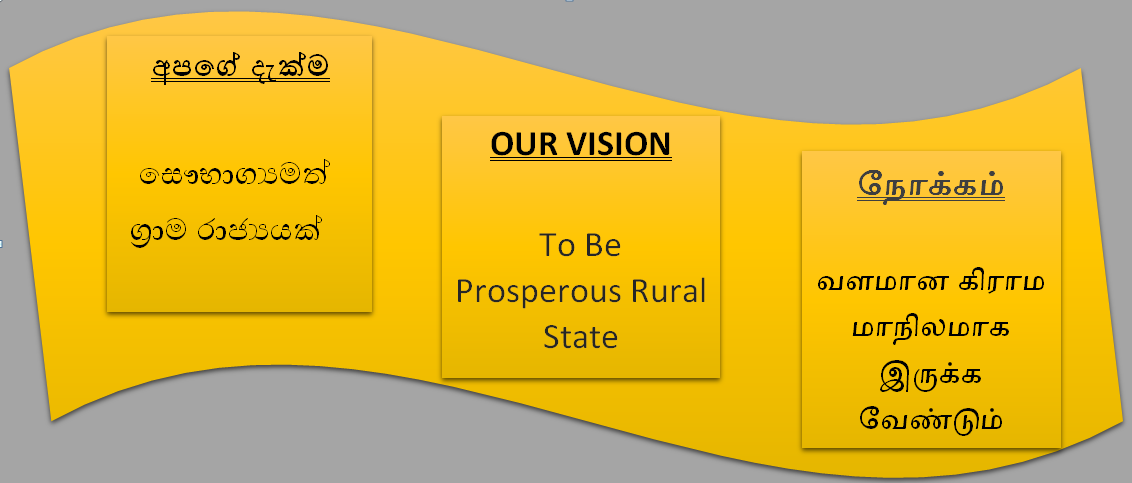 අපගේ දැක්ම
සෞභාග්‍යමත්
ග්‍රාම රාජ්‍යයක්
OUR VISION
To Be
Prosperous Rural
State
நோக்கம்
வளமான கிராம
மாநிலமாக
இருக்க
வேண்டும்